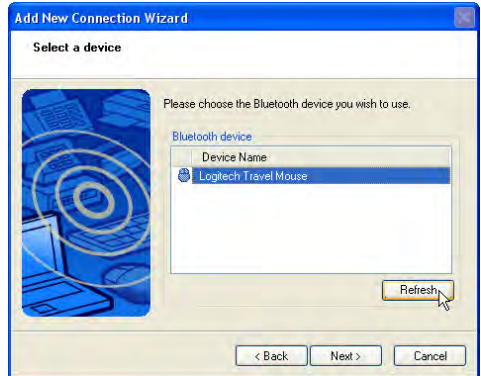 Add New Connection Wizard
Select a device
Please choose the Bluetooth device you wish to use.
Bluetooth device
Device Name
Logitech Travel Mouse
Refresh
< Back Next > Cancel